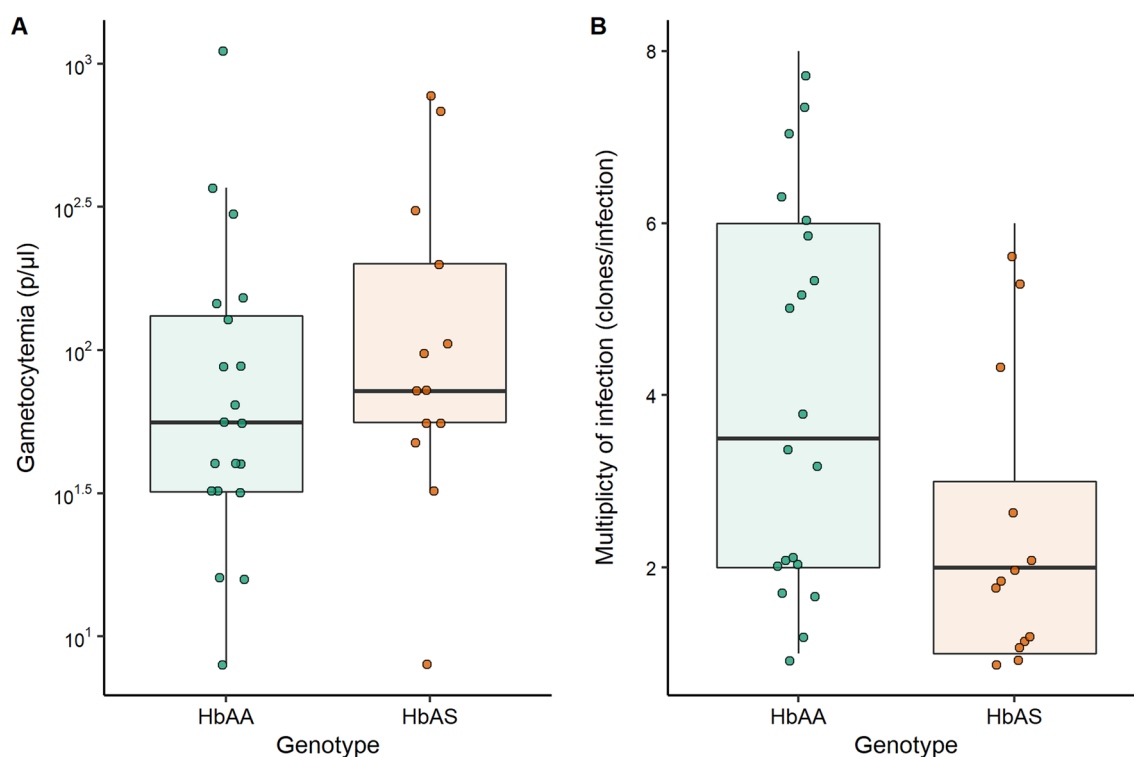 A
Gametocytemia (p/µl)
10^3
10^2.5
10^2
10^1.5
10^1
HbAA
HbAS
Genotype
B
Multiplicty of infection (clones/infection)
8
6
4
2
HbAA
HbAS
Genotype